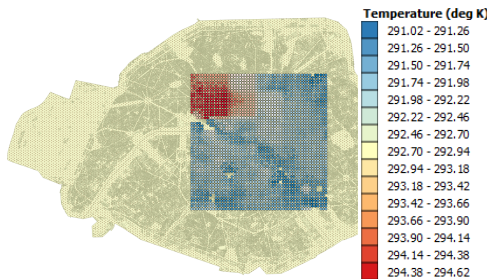 Temperature (deg K)
291.02 - 291.26
291.26 - 291.50
291.50 - 291.74
291.74 - 291.98
291.98 - 292.22
292.22 - 292.46
292.46 - 292.70
292.70 - 292.94
292.94 - 293.18
293.18 - 293.42
293.42 - 293.66
293.66 - 293.90
293.90 - 294.14
294.14 - 294.38
294.38 - 294.62